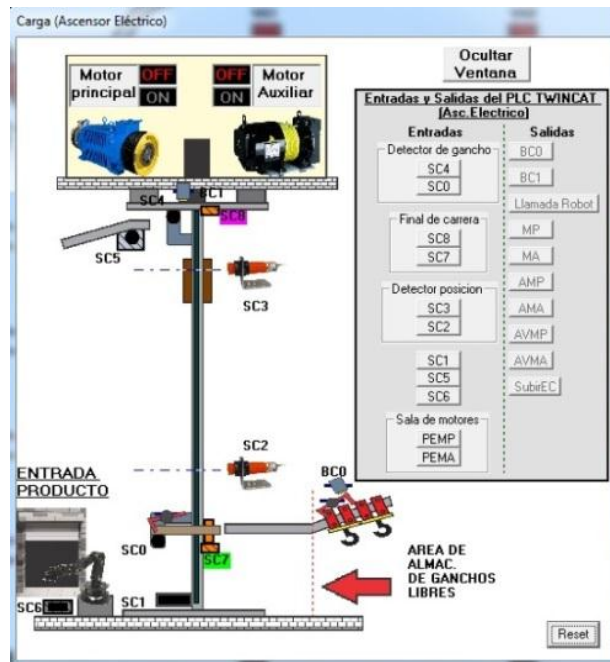 Carga (Ascensor Eléctrico)
Motor principal
OFF
ON
OFF
ON
Motor Auxiliar
SC4
BC1
SC8
SC5
SC3
SC2
ENTRADA
PRODUCTO
BC0
SC0
SC7
SC6
SC1
AREA DE
ALMAC.
DE GANCHOS
LIBRES
Ocultar
Ventana
Entradas y Salidas del PLC TWINCAT
(Asc.Electrico)
Entradas
Detector de gancho
SC4
SC0
Final de carrera
SC8
SC7
Detector posicion
SC3
SC2
SC1
SC5
SC6
Sala de motores
PEMP
PEMA
Salidas
BC0
BC1
Llamada Robot
MP
MA
AMP
AMA
AVMP
AVMA
SubirEC
Reset